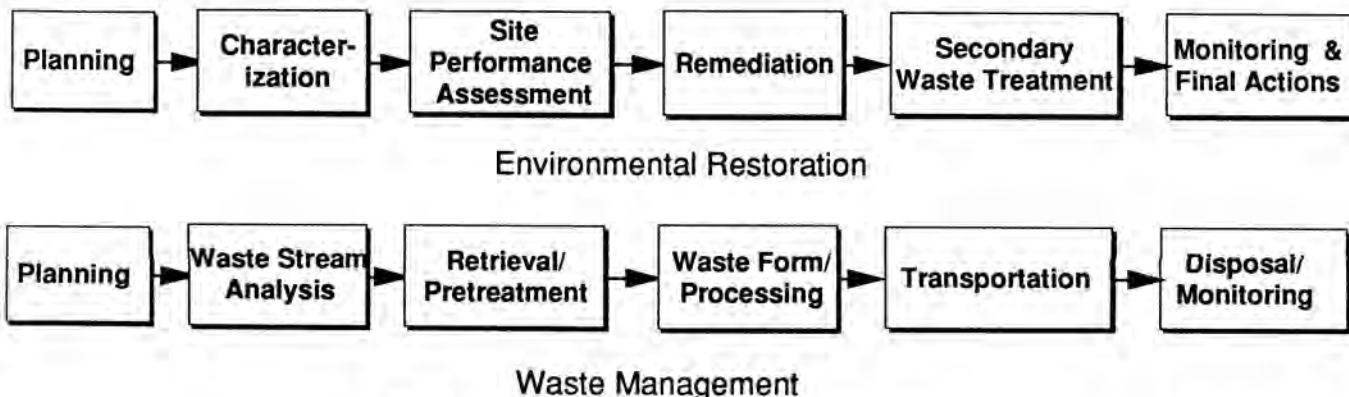 Planning
Character-
ization
Site
Performance
Assessment
Remediation
Secondary
Waste Treatment
Monitoring &
Final Actions
Environmental Restoration
Planning
Waste Stream
Analysis
Retrieval/
Pretreatment
Waste Form/
Processing
Transportation
Disposal/
Monitoring
Waste Management